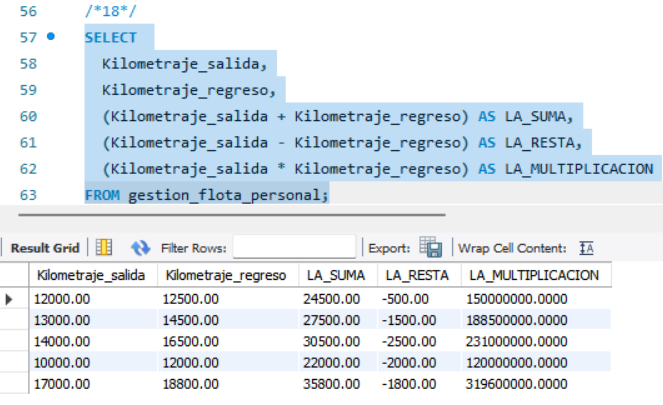 56 /*18*/
57 SELECT
58 Kilometraje_salida,
59 Kilometraje_regreso,
60 (Kilometraje_salida + Kilometraje_regreso) AS LA_SUMA,
61 (Kilometraje_salida - Kilometraje_regreso) AS LA_RESTA,
62 (Kilometraje_salida * Kilometraje_regreso) AS LA_MULTIPLICACION
63 FROM gestion_flota_personal;
Result Grid Filter Rows: Export: Wrap Cell Content: IA
Kilometraje_salida Kilometraje_regreso LA_SUMA LA_RESTA LA_MULTIPLICACION
12000.00 12500.00 24500.00 -500.00 150000000.0000
13000.00 14500.00 27500.00 -1500.00 188500000.0000
14000.00 16500.00 30500.00 -2500.00 231000000.0000
10000.00 12000.00 22000.00 -2000.00 120000000.0000
17000.00 18800.00 35800.00 -1800.00 319600000.0000